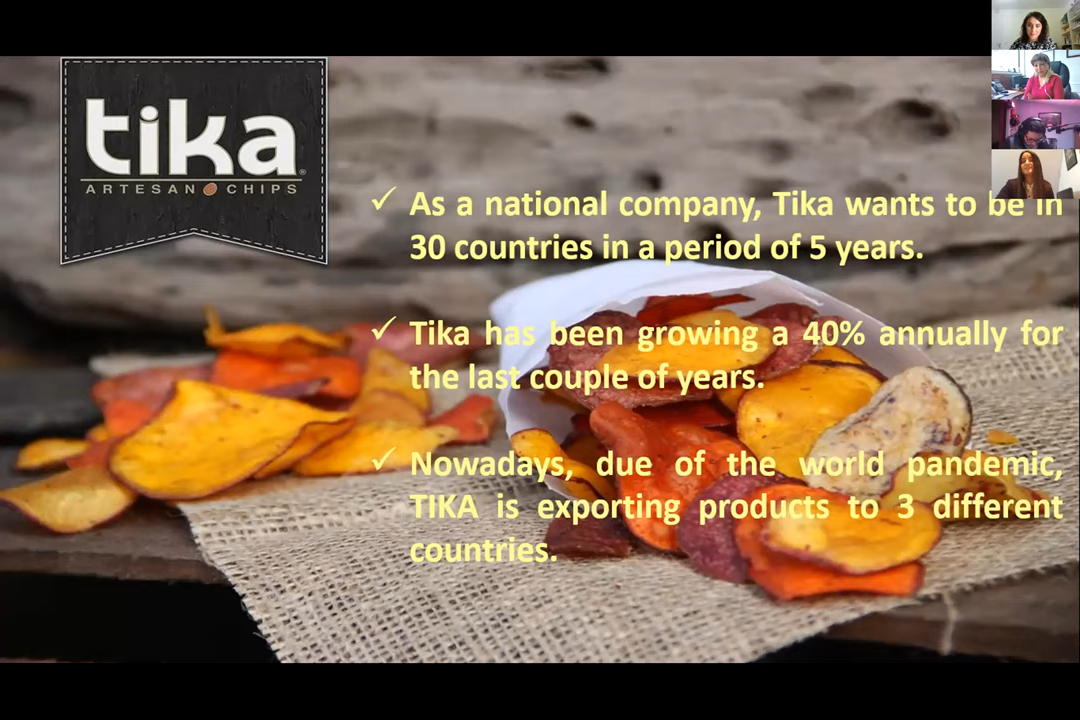 tika®
ARTESAN CHIPS
✓ As a national company, Tika wants to be in
30 countries in a period of 5 years.
✓ Tika has been growing a 40% annually for
the last couple of years.
✓ Nowadays, due of the world pandemic,
TIKA is exporting products to 3 different
countries.